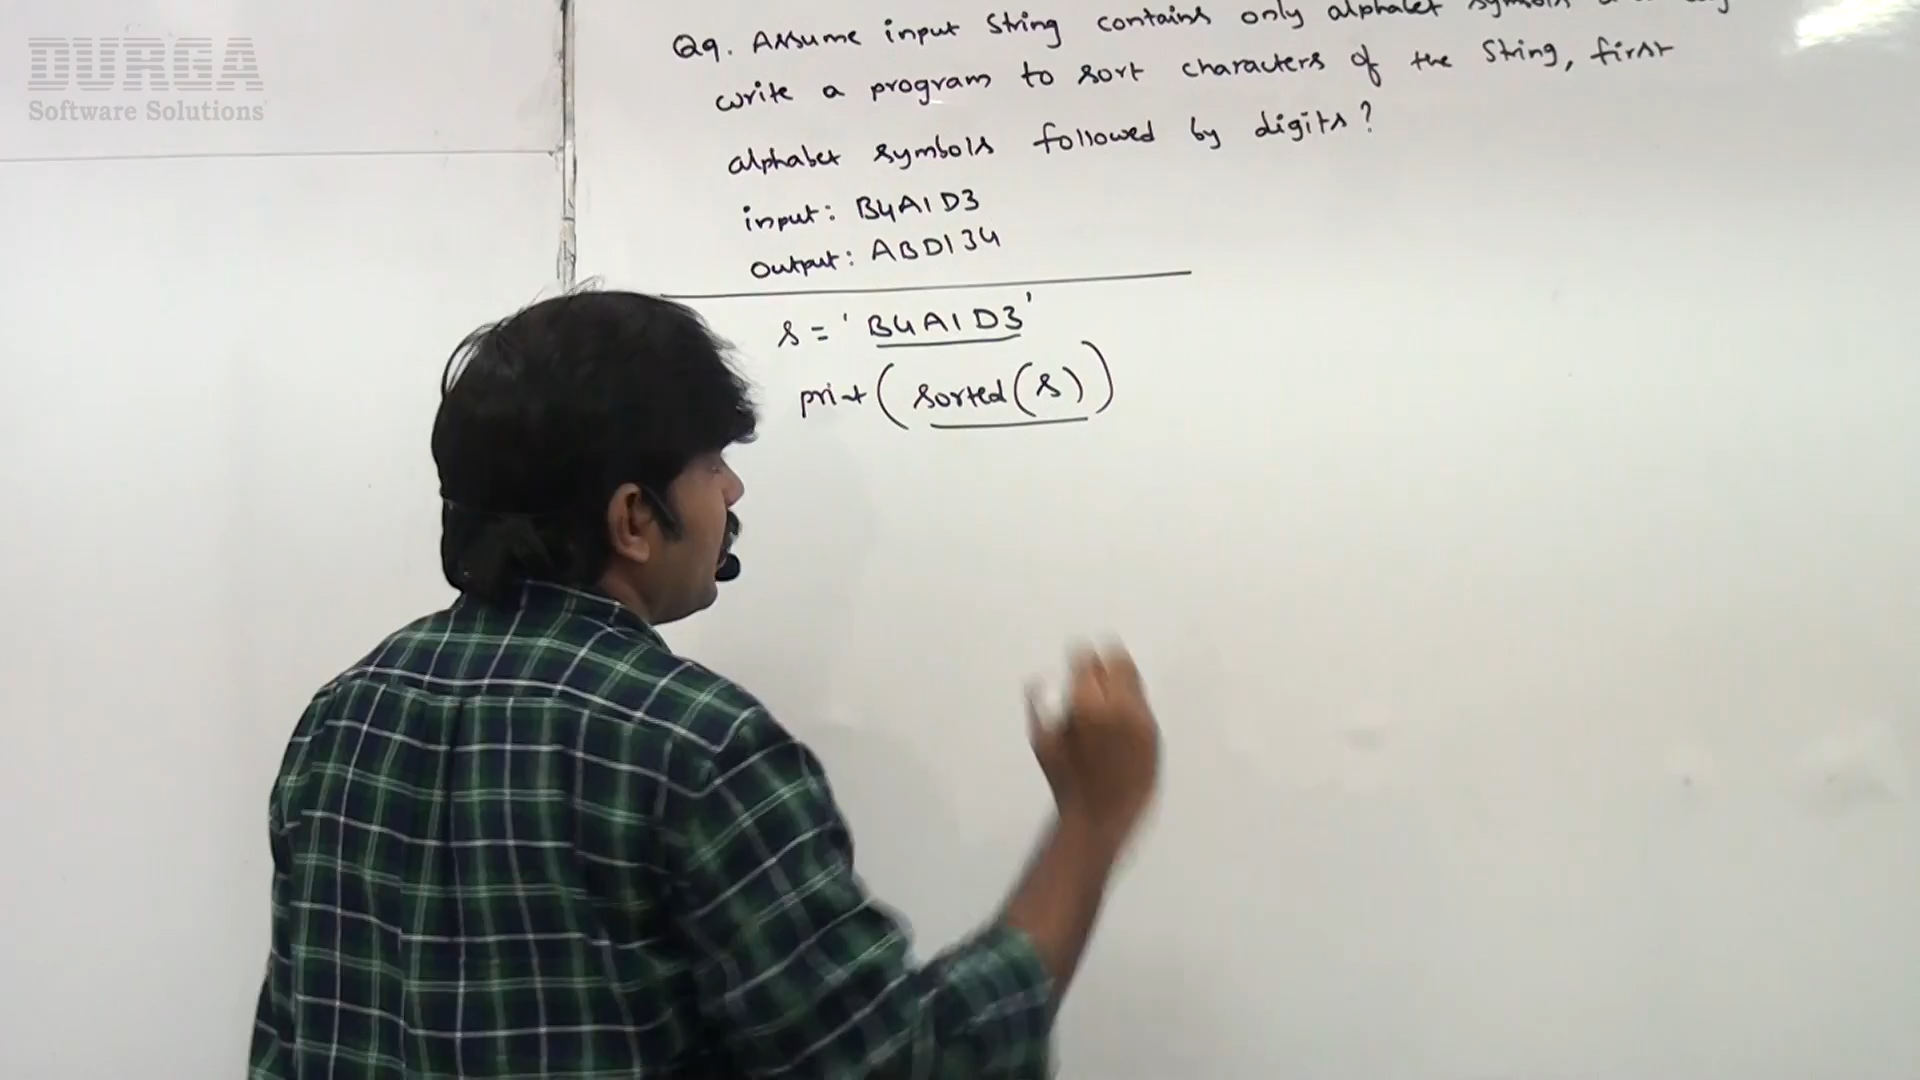 DURGA
Software Solutions
Q9. Assume input String contains only alphabet symbols
write a program to sort characters of the String, first
alphabet symbols followed by digits?
input: B4A1D3
output: ABD134
s = 'B4A1D3'
print(sorted(s))